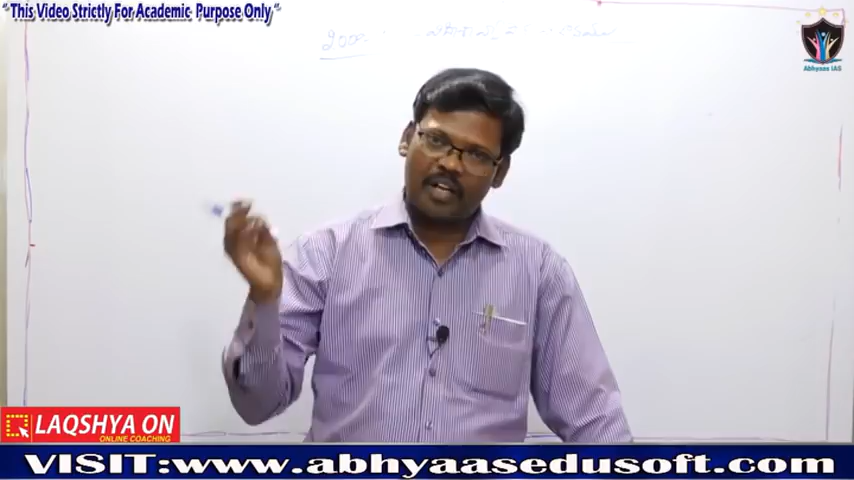 "This Video Strictly For Academic Purpose Only"
Abhyaas IAS
LAQSHYA ON
ONLINE COACHING
VISIT:www.abhyaasedusoft.com